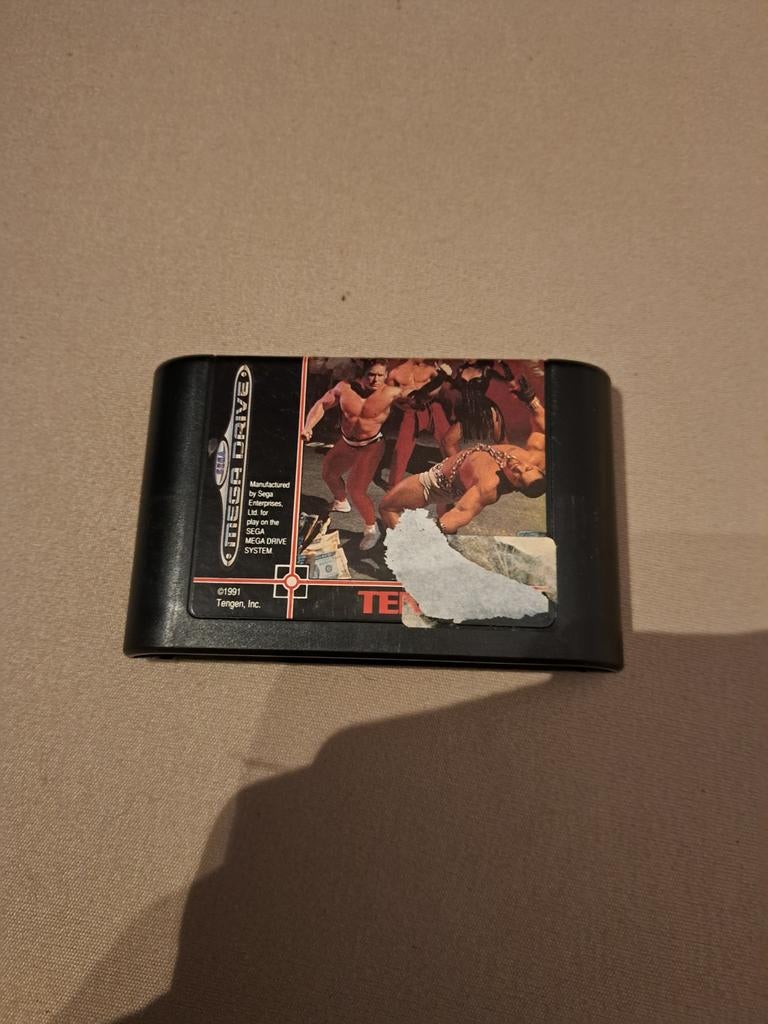 SEGA
MEGA DRIVE
Manufactured
by Sega
Enterprises,
Ltd. for
play on the
SEGA
MEGA DRIVE
SYSTEM.
©1991
Tengen, Inc.
TE